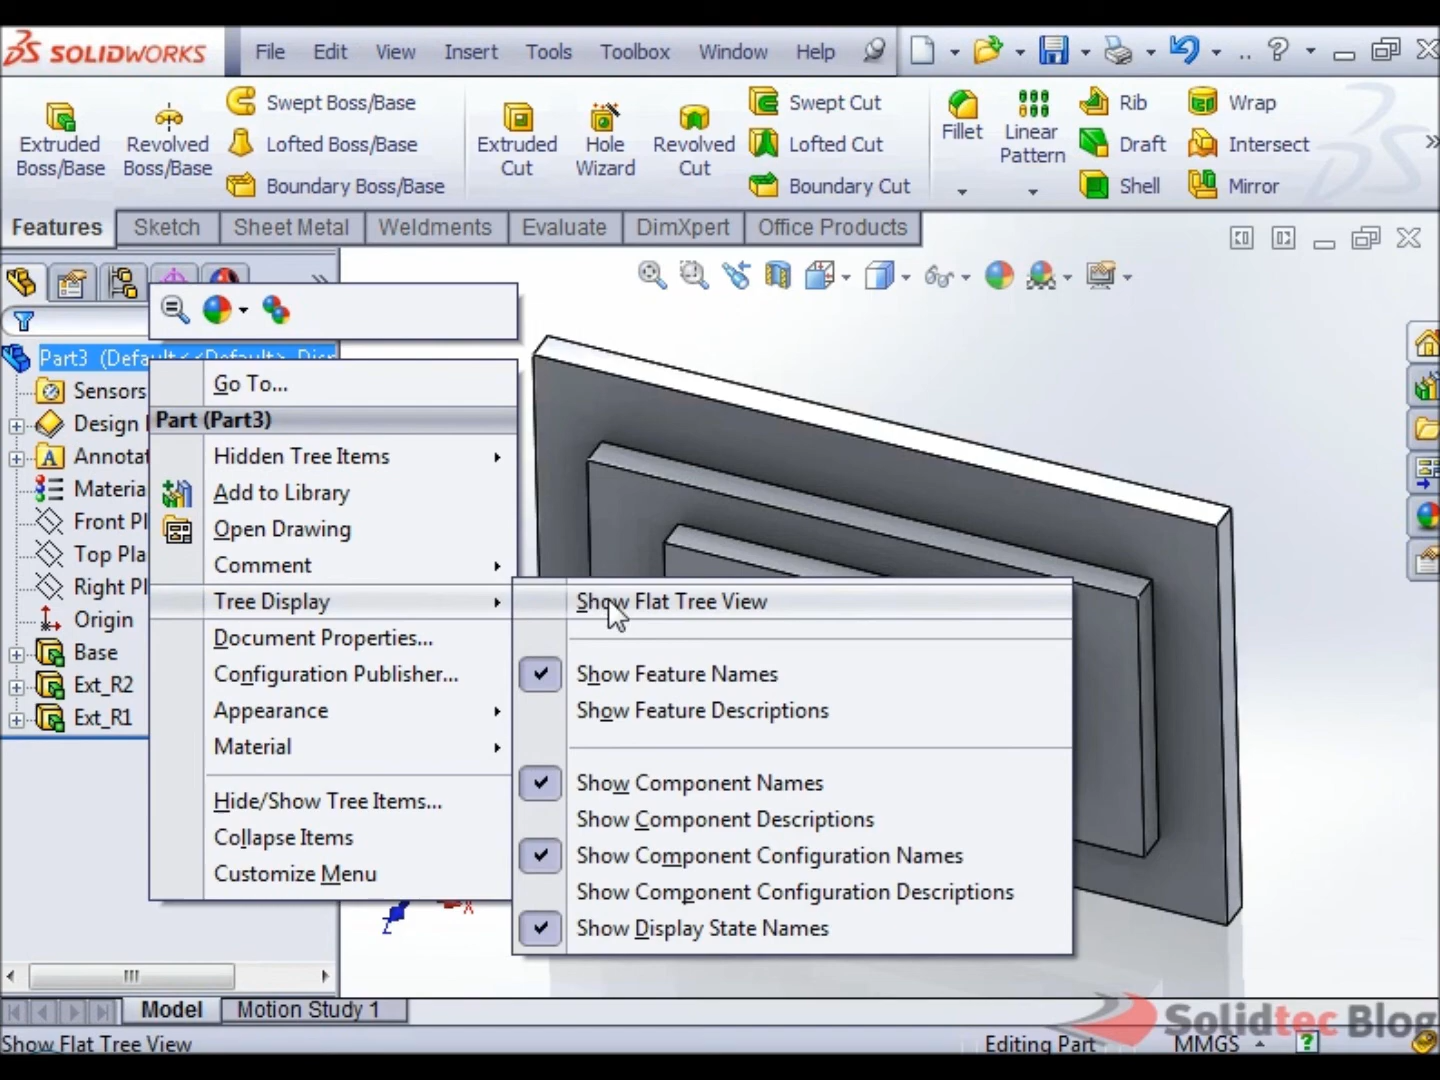 SOLIDWORKS File Edit View Insert Tools Toolbox Window Help
Extruded Boss/Base
Revolved Boss/Base
Swept Boss/Base
Lofted Boss/Base
Boundary Boss/Base
Extruded Cut
Hole Wizard
Revolved Cut
Swept Cut
Lofted Cut
Boundary Cut
Fillet
Linear Pattern
Rib
Draft
Shell
Wrap
Intersect
Mirror
Features Sketch Sheet Metal Weldments Evaluate DimXpert Office Products
Part3 (Default<<Default>
Sensors
Design
Annotat
Materia
Front Pl
Top Pla
Right Pl
Origin
Base
Ext_R2
Ext_R1
Go To...
Part (Part3)
Hidden Tree Items
Add to Library
Open Drawing
Comment
Tree Display
Document Properties...
Configuration Publisher...
Appearance
Material
Hide/Show Tree Items...
Collapse Items
Customize Menu
Show Flat Tree View
Show Feature Names
Show Feature Descriptions
Show Component Names
Show Component Descriptions
Show Component Configuration Names
Show Component Configuration Descriptions
Show Display State Names
Model Motion Study 1
Solidtec Blog
Show Flat Tree View Editing Part MMGS